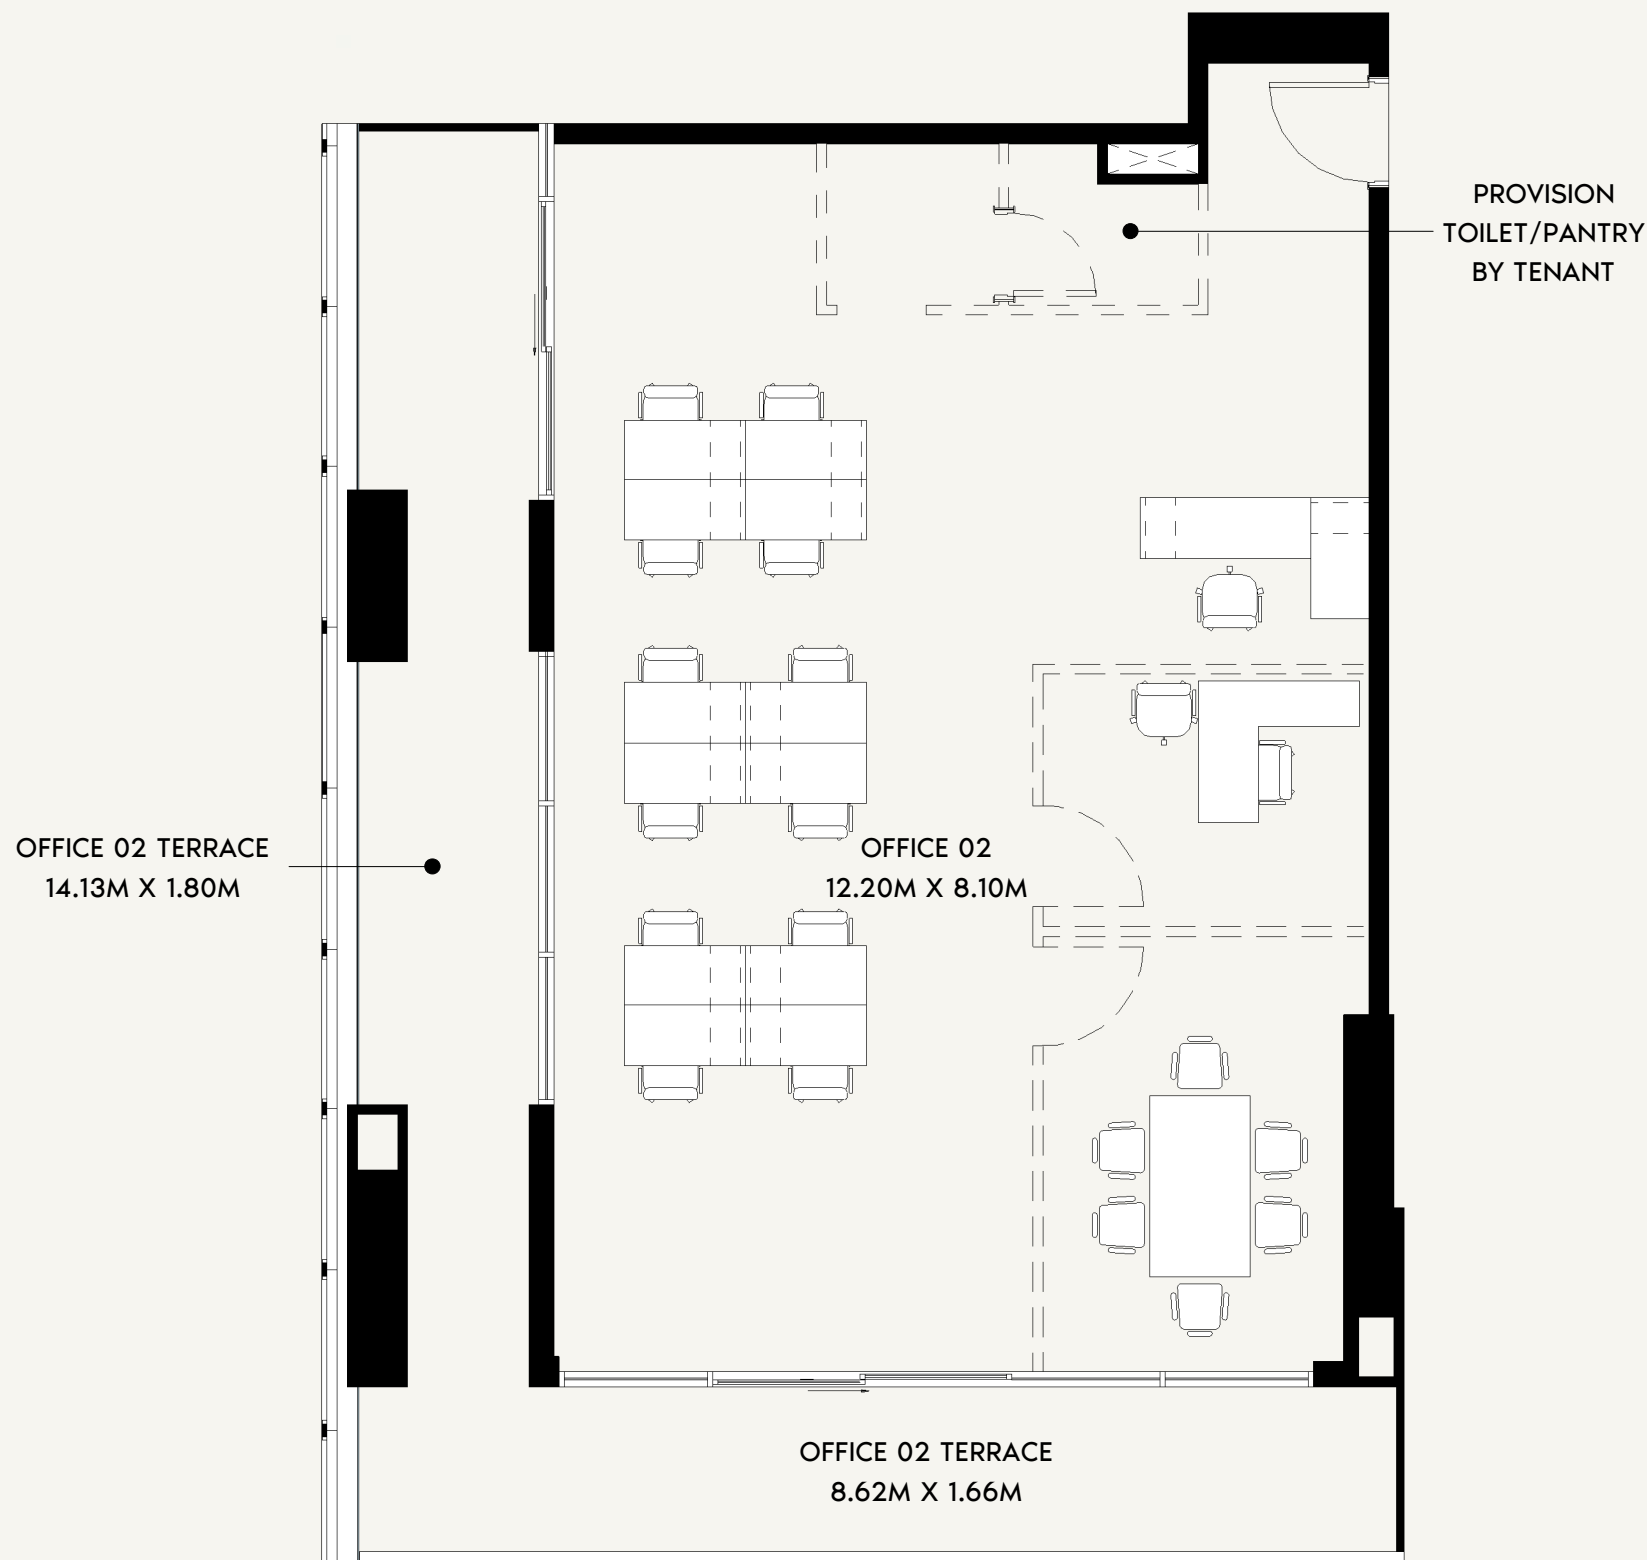 PROVISION
TOILET/PANTRY
BY TENANT
OFFICE 02 TERRACE
14.13M X 1.80M
OFFICE 02
12.20M X 8.10M
OFFICE 02 TERRACE
8.62M X 1.66M